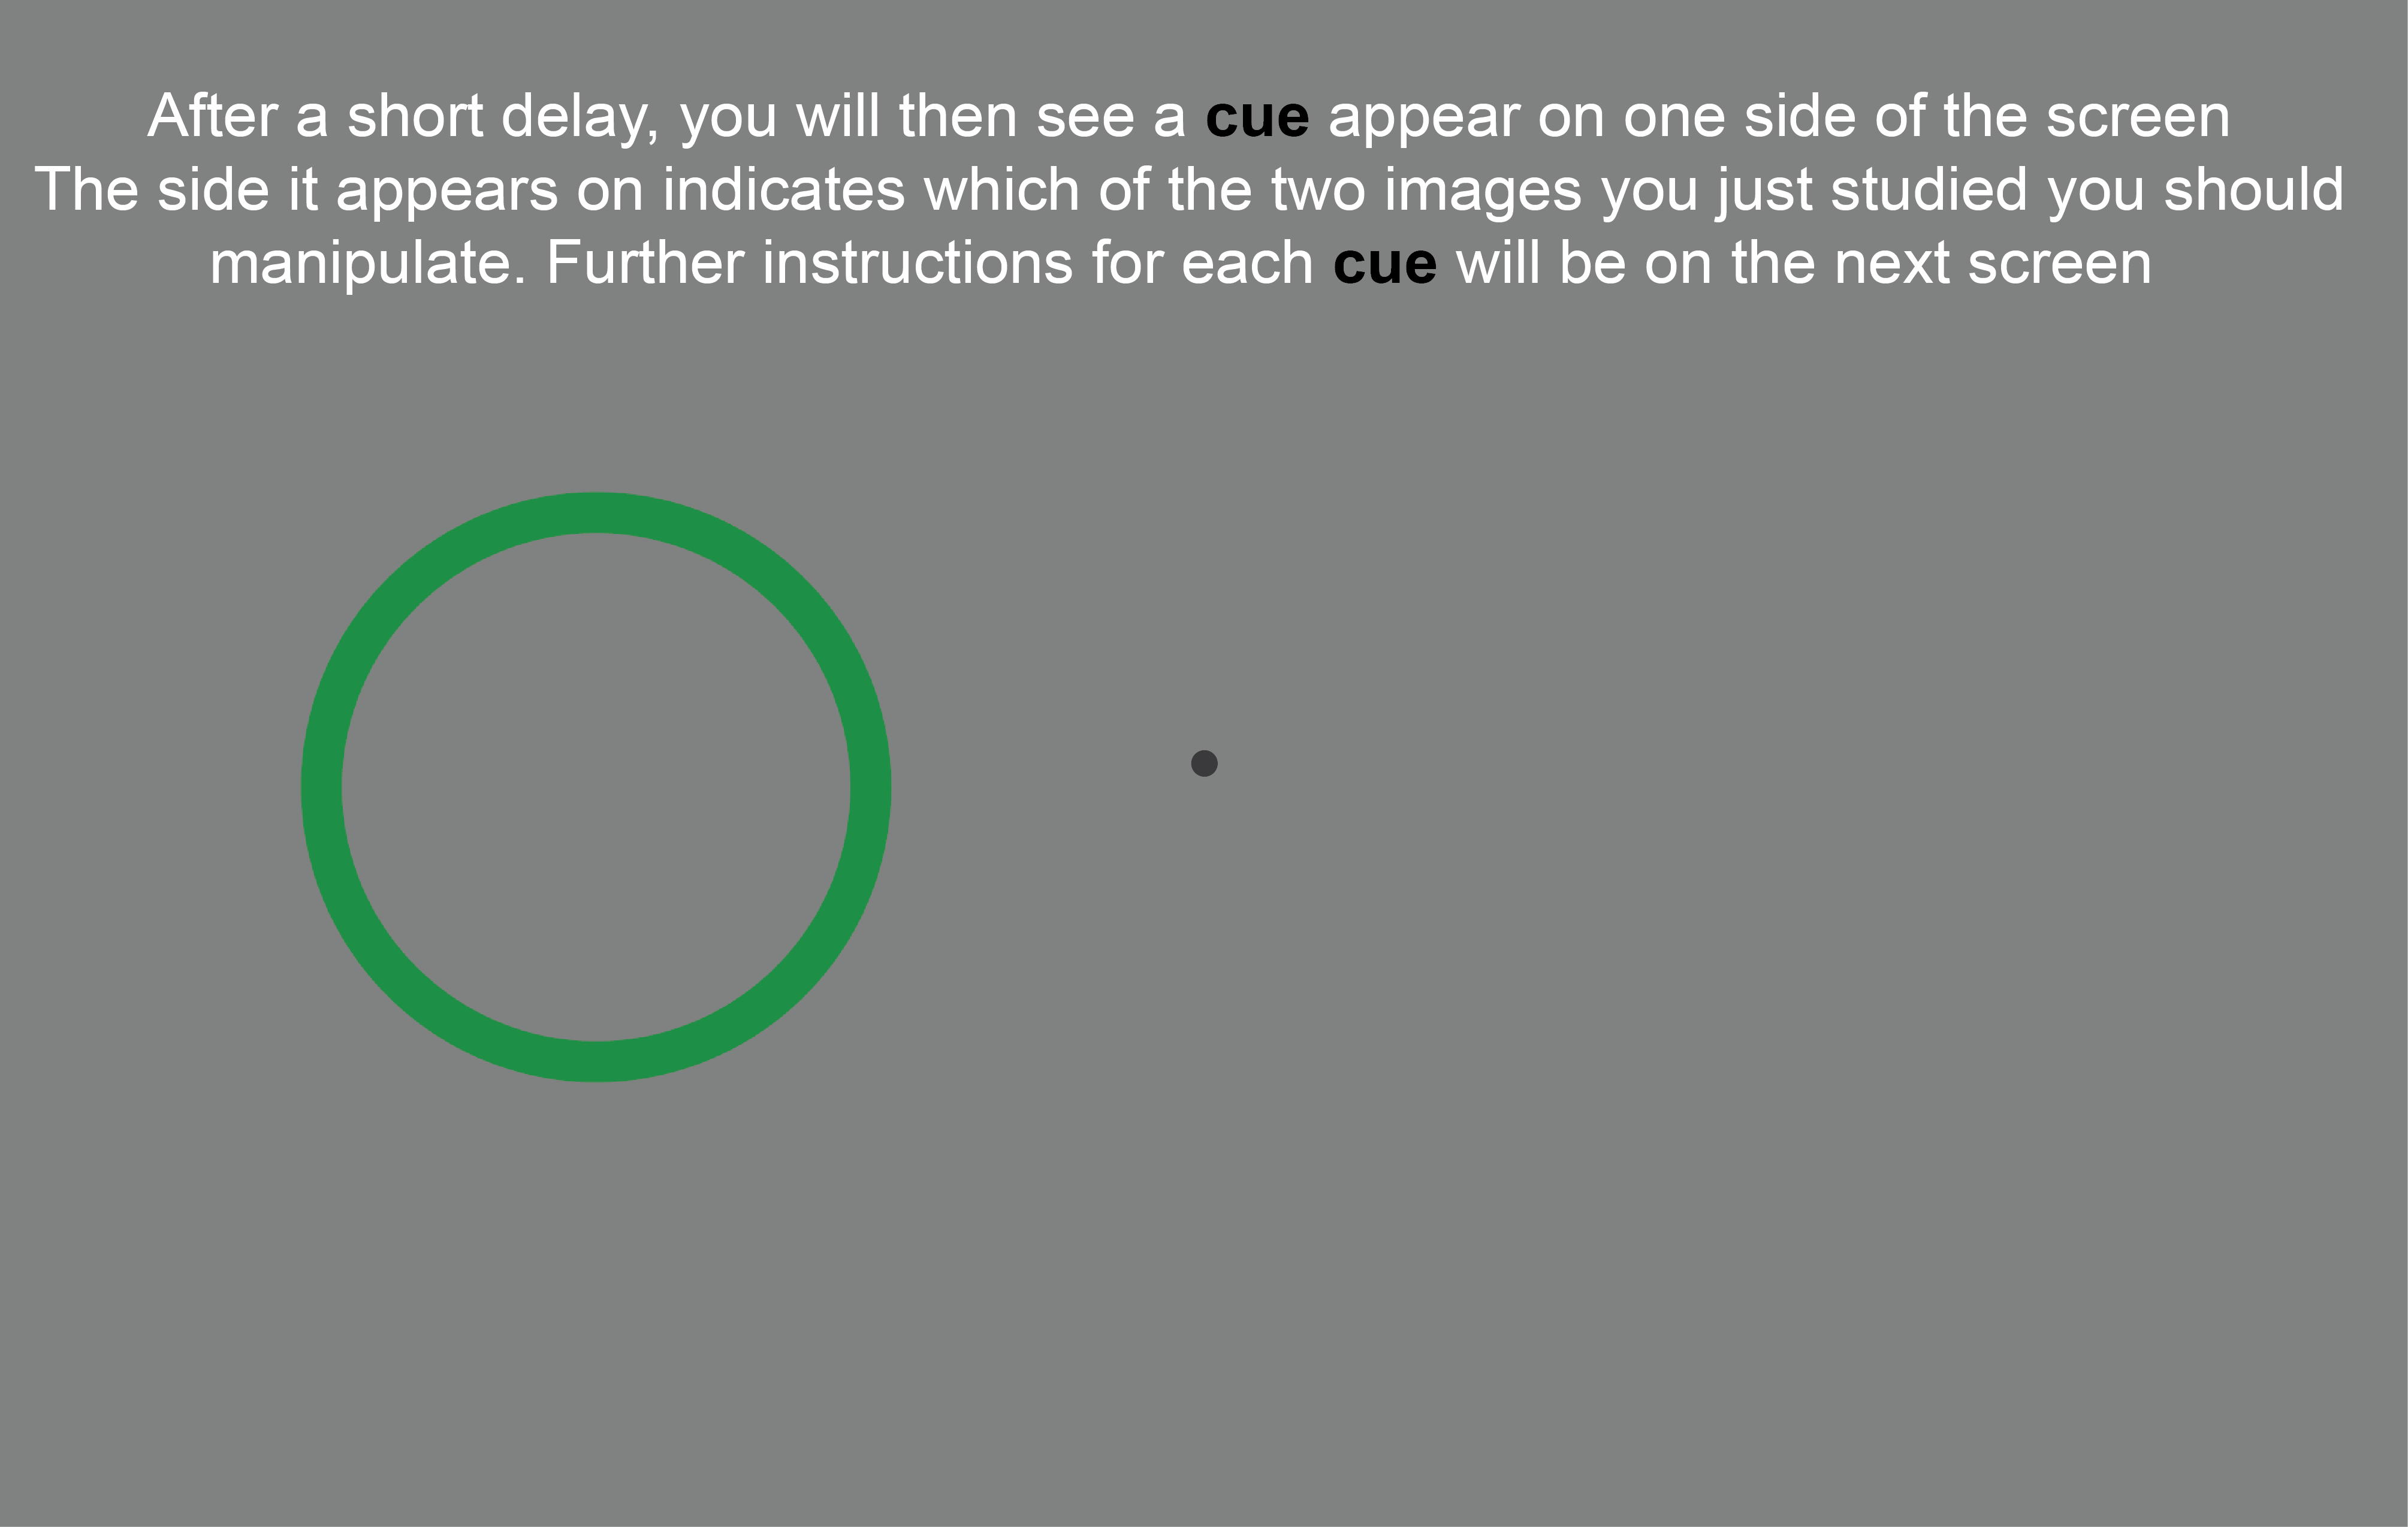 After a short delay, you will then see a cue appear on one side of the screen
The side it appears on indicates which of the two images you just studied you should
manipulate. Further instructions for each cue will be on the next screen